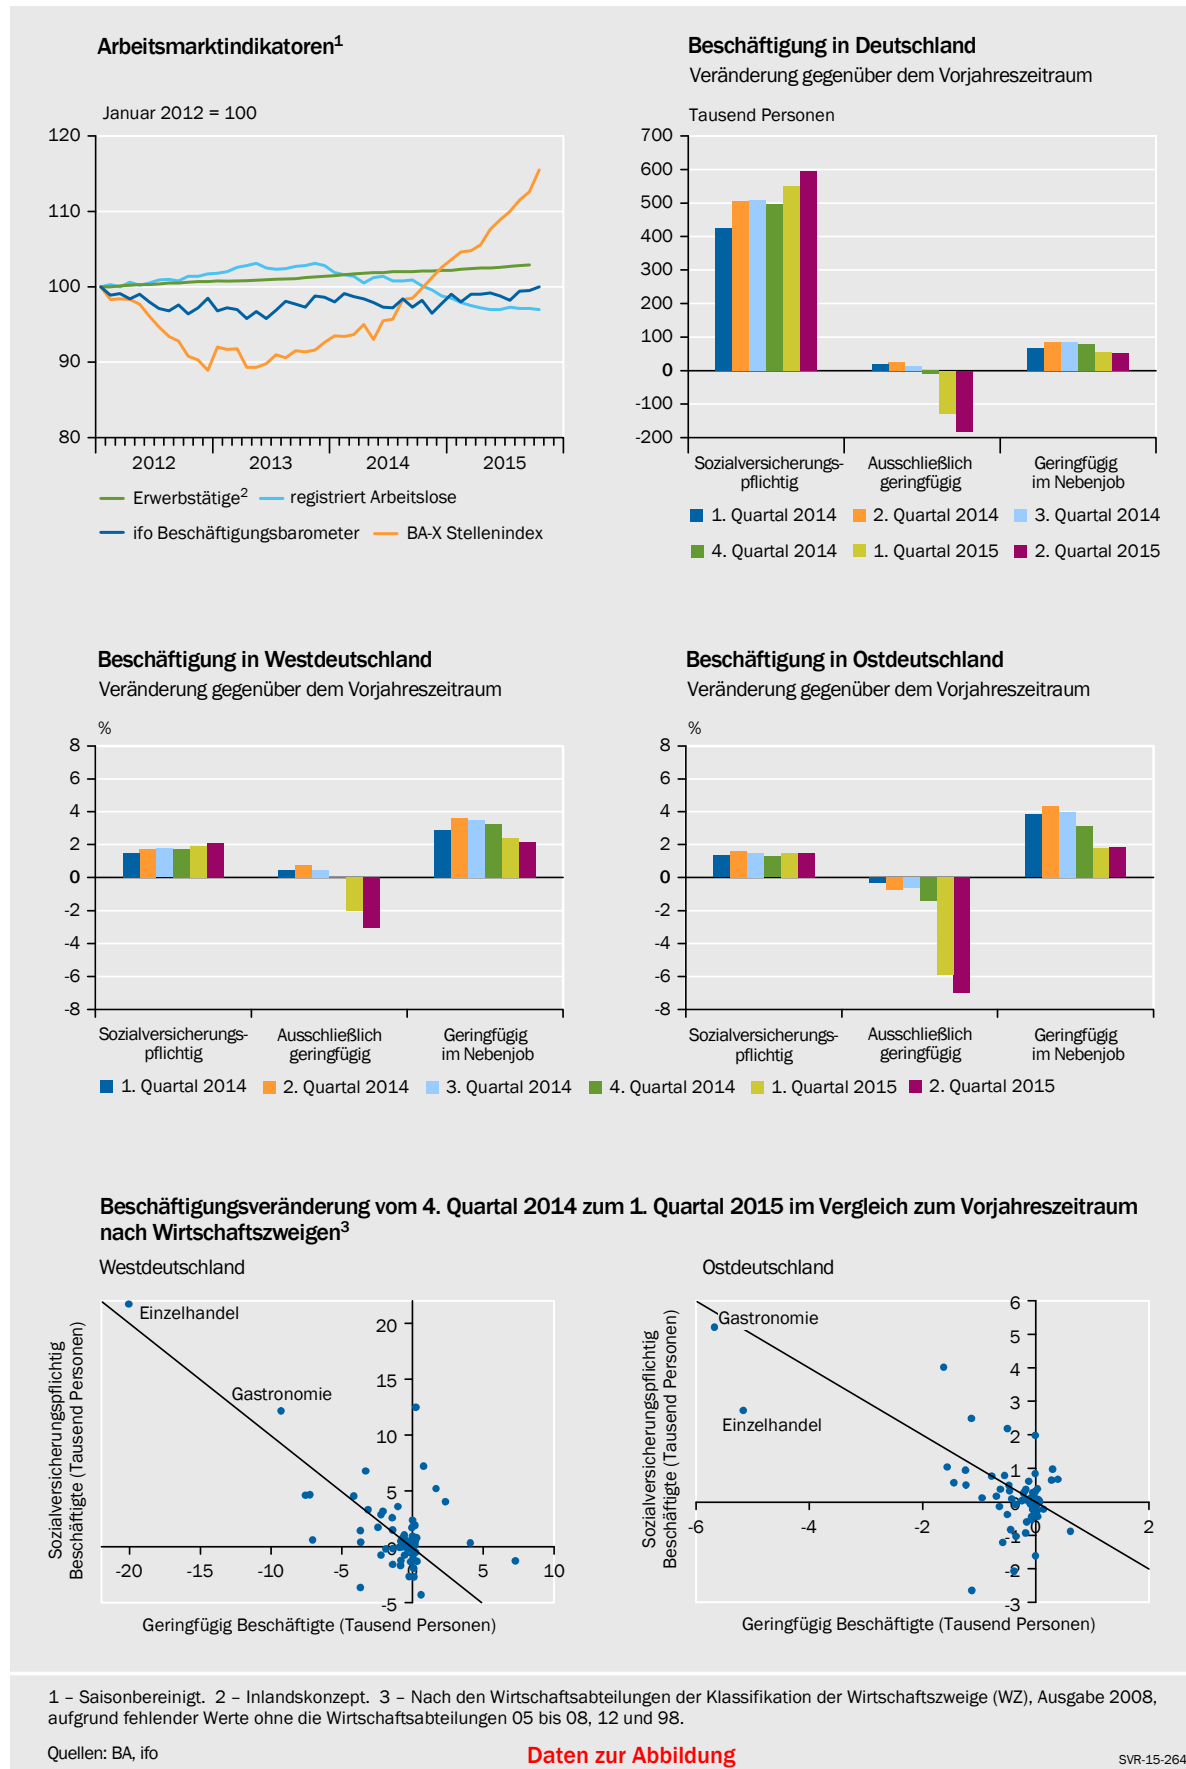 Arbeitsmarktindikatoren¹
Januar 2012 = 100
120
110
100
90
80
2012 2013 2014 2015
Erwerbstätige² registriert Arbeitslose
ifo Beschäftigungsbarometer BA-X Stellenindex
Beschäftigung in Deutschland
Veränderung gegenüber dem Vorjahreszeitraum
Tausend Personen
700
600
500
400
300
200
100
0
-100
-200
Sozialversicherungs-
pflichtig
Ausschließlich
geringfügig
Geringfügig
im Nebenjob
1. Quartal 2014 2. Quartal 2014 3. Quartal 2014
4. Quartal 2014 1. Quartal 2015 2. Quartal 2015
Beschäftigung in Westdeutschland
Veränderung gegenüber dem Vorjahreszeitraum
%
8
6
4
2
0
-2
-4
-6
-8
Sozialversicherungs-
pflichtig
Ausschließlich
geringfügig
Geringfügig
im Nebenjob
Beschäftigung in Ostdeutschland
Veränderung gegenüber dem Vorjahreszeitraum
%
8
6
4
2
0
-2
-4
-6
-8
Sozialversicherungs-
pflichtig
Ausschließlich
geringfügig
Geringfügig
im Nebenjob
1. Quartal 2014 2. Quartal 2014 3. Quartal 2014 4. Quartal 2014 1. Quartal 2015 2. Quartal 2015
Beschäftigungsveränderung vom 4. Quartal 2014 zum 1. Quartal 2015 im Vergleich zum Vorjahreszeitraum
nach Wirtschaftszweigen³
Westdeutschland
Sozialversicherungspflichtig
Beschäftigte (Tausend Personen)
Einzelhandel
Gastronomie
20
15
10
5
0
-5
-20 -15 -10 -5 0 5 10
Geringfügig Beschäftigte (Tausend Personen)
Ostdeutschland
Sozialversicherungspflichtig
Beschäftigte (Tausend Personen)
Gastronomie
Einzelhandel
6
5
4
3
2
1
0
-1
-2
-3
-6 -4 -2 0 2
Geringfügig Beschäftigte (Tausend Personen)
1 – Saisonbereinigt. 2 – Inlandskonzept. 3 – Nach den Wirtschaftsabteilungen der Klassifikation der Wirtschaftszweige (WZ), Ausgabe 2008,
aufgrund fehlender Werte ohne die Wirtschaftsabteilungen 05 bis 08, 12 und 98.
Quellen: BA, ifo
Daten zur Abbildung
SVR-15-264